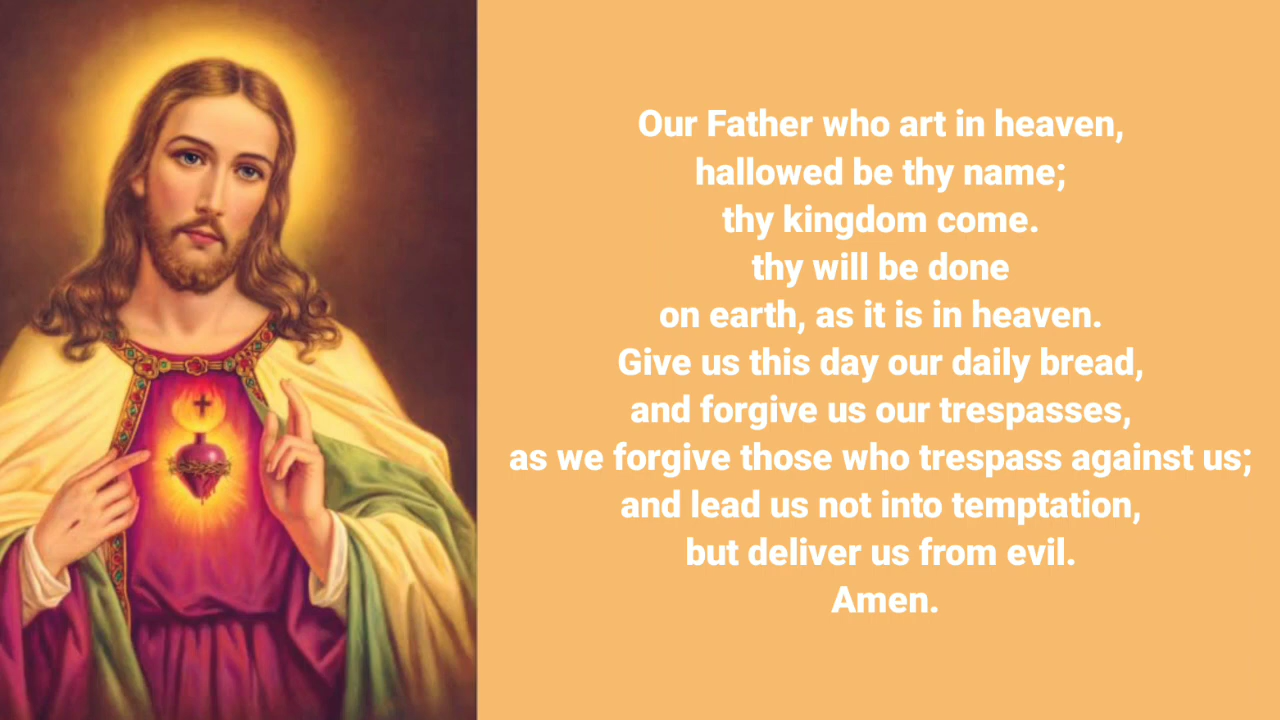 Our Father who art in heaven,
hallowed be thy name;
thy kingdom come.
thy will be done
on earth, as it is in heaven.
Give us this day our daily bread,
and forgive us our trespasses,
as we forgive those who trespass against us;
and lead us not into temptation,
but deliver us from evil.
Amen.